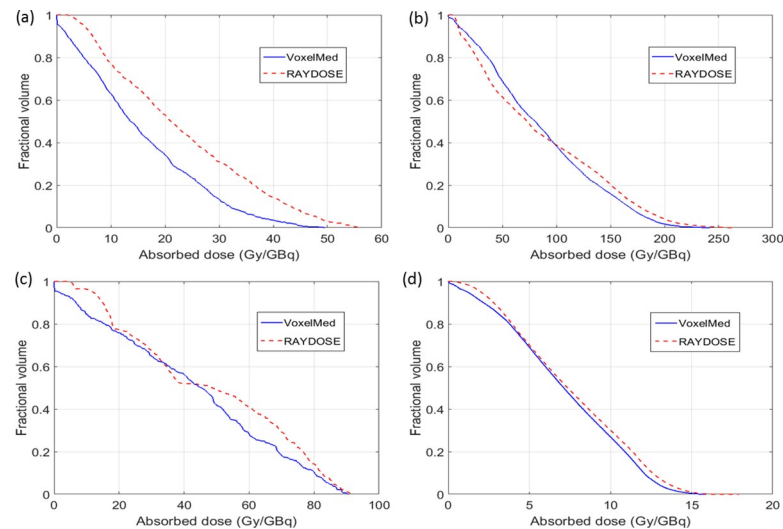 (a)
1
0.8
0.6
0.4
0.2
0
Fractional volume
VoxelMed
RAYDOSE
0 10 20 30 40 50 60
Absorbed dose (Gy/GBq)
(b)
1
0.8
0.6
0.4
0.2
0
Fractional volume
VoxelMed
RAYDOSE
0 50 100 150 200 250 300
Absorbed dose (Gy/GBq)
(c)
1
0.8
0.6
0.4
0.2
0
Fractional volume
VoxelMed
RAYDOSE
0 20 40 60 80 100
Absorbed dose (Gy/GBq)
(d)
1
0.8
0.6
0.4
0.2
0
Fractional volume
VoxelMed
RAYDOSE
0 5 10 15 20
Absorbed dose (Gy/GBq)